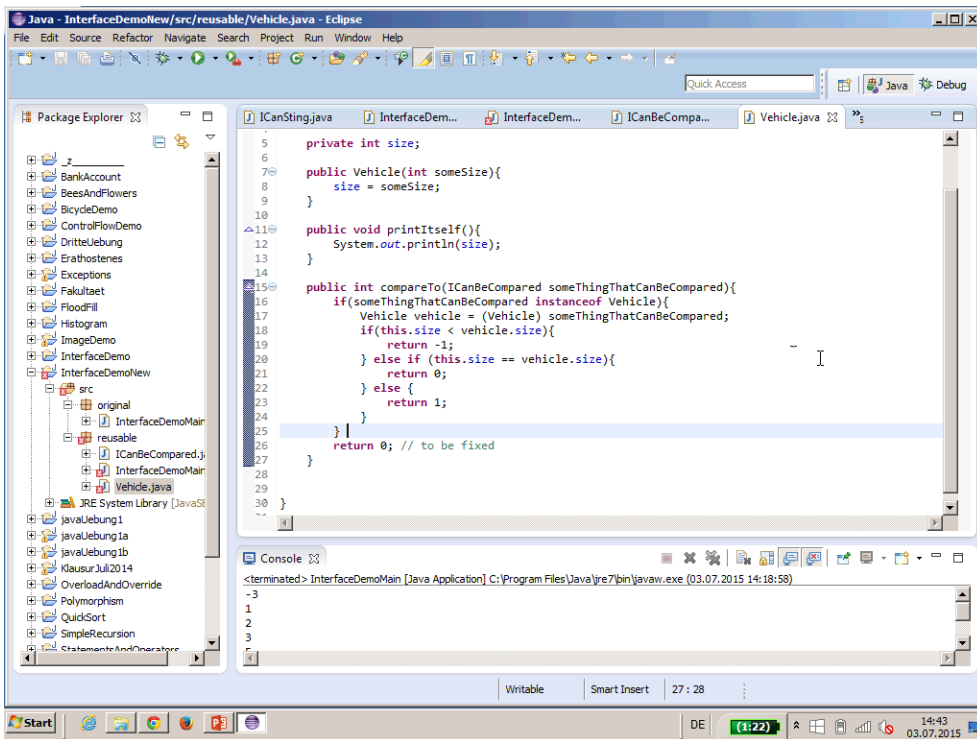 Java - InterfaceDemoNew/src/reusable/Vehicle.java - Eclipse
File Edit Source Refactor Navigate Search Project Run Window Help
Quick Access
Java
Debug
Package Explorer
_z_________
BankAccount
BeesAndFlowers
BicycleDemo
ControlFlowDemo
DritteUebung
Erathostenes
Exceptions
Fakultaet
FloodFill
Histogram
ImageDemo
InterfaceDemo
InterfaceDemoNew
src
original
InterfaceDemoMair
reusable
ICanBeCompared.j
InterfaceDemoMair
Vehicle.java
JRE System Library [JavaSE
javaUebung1
javaUebung1a
javaUebung1b
KlausurJuli2014
OverloadAndOverride
Polymorphism
QuickSort
SimpleRecursion
StatementsAndOperators
ICanSting.java
InterfaceDem...
InterfaceDem...
ICanBeCompa...
Vehicle.java
»5
5 private int size;
6
7 public Vehicle(int someSize){
8 size = someSize;
9 }
10
11 public void printItself(){
12 System.out.println(size);
13 }
14
15 public int compareTo(ICanBeCompared someThingThatCanBeCompared){
16 if(someThingThatCanBeCompared instanceof Vehicle){
17 Vehicle vehicle = (Vehicle) someThingThatCanBeCompared;
18 if(this.size < vehicle.size){
19 return -1;
20 } else if (this.size == vehicle.size){
21 return 0;
22 } else {
23 return 1;
24 }
25 }
26 return 0; // to be fixed
27 }
28
29
30 }
Console
<terminated> InterfaceDemoMain [Java Application] C:\Program Files\Java\jre7\bin\javaw.exe (03.07.2015 14:18:58)
-3
1
2
3
Writable
Smart Insert
27 : 28
Start
DE
(1:22)
14:43
03.07.2015